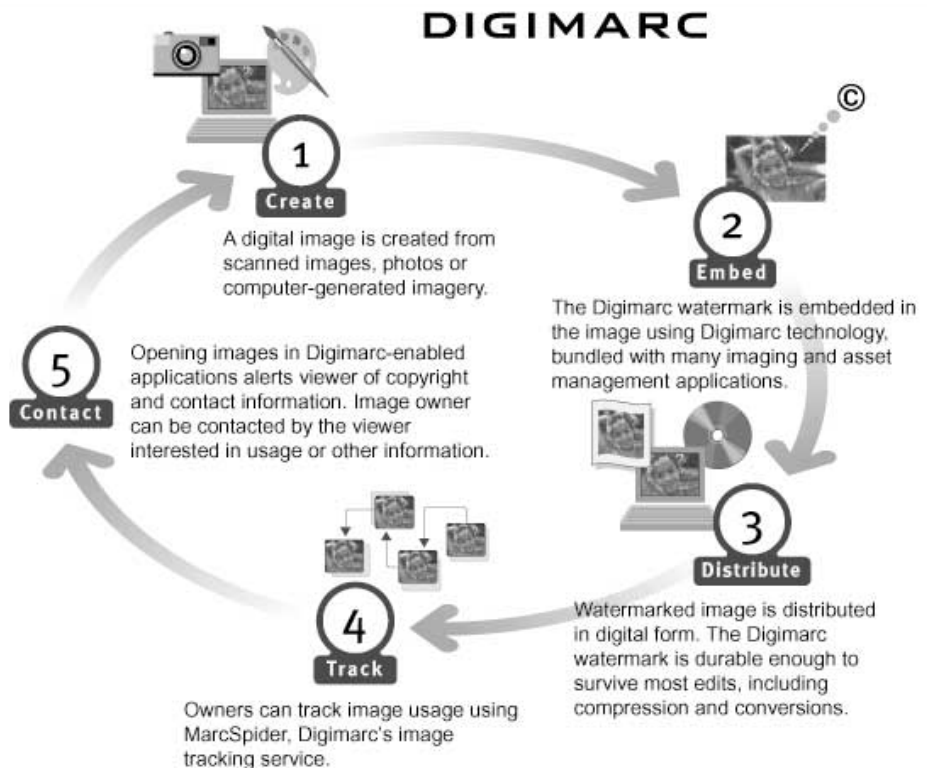 DIGIMARC
©
1
Create
A digital image is created from
scanned images, photos or
computer-generated imagery.
2
Embed
The Digimarc watermark is embedded in
the image using Digimarc technology,
bundled with many imaging and asset
management applications.
3
Distribute
Watermarked image is distributed
in digital form. The Digimarc
watermark is durable enough to
survive most edits, including
compression and conversions.
4
Track
Owners can track image usage using
MarcSpider, Digimarc's image
tracking service.
5
Contact
Opening images in Digimarc-enabled
applications alerts viewer of copyright
and contact information. Image owner
can be contacted by the viewer
interested in usage or other information.